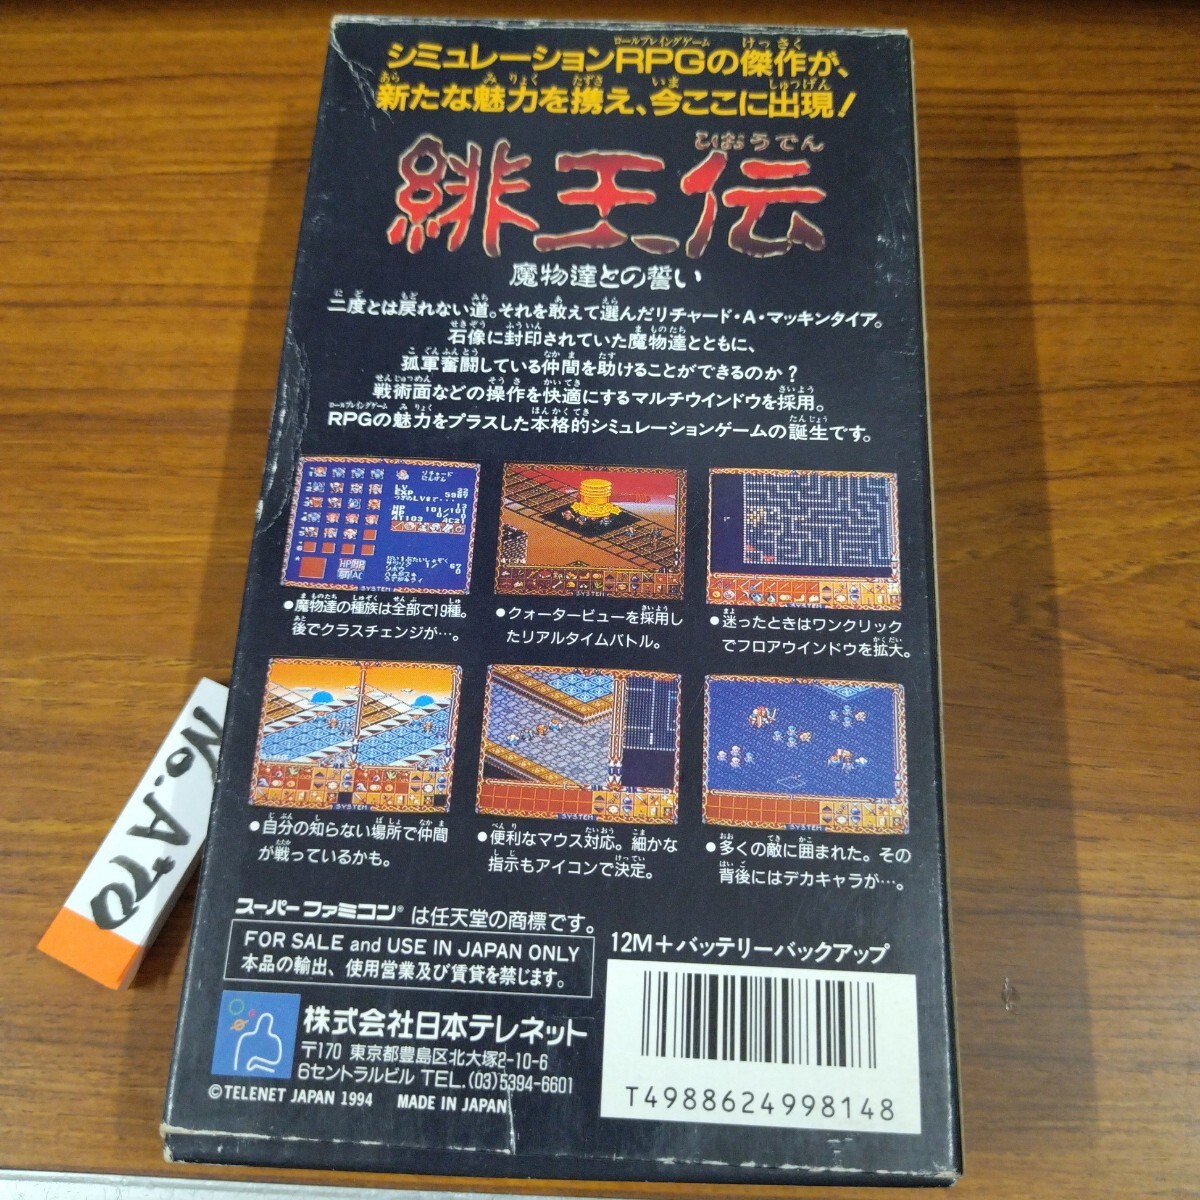 シミュレーションRPGの傑作が、
新たな魅力を携え、今ここに出現!
ひおうでん
緋王伝
魔物達との誓い
二度とは戻れない道。それを敢えて選んだリチャード・A・マッキンタイア。
石像に封印されていた魔物達とともに、
孤軍奮闘している仲間を助けることができるのか?
戦術面などの操作を快適にするマルチウインドウを採用。
RPGの魅力をプラスした本格的シミュレーションゲームの誕生です。
●魔物達の種族は全部で19種。
後でクラスチェンジが…。
●クォータービューを採用し
たリアルタイムバトル。
●迷ったときはワンクリック
でフロアウインドウを拡大。
●自分の知らない場所で仲間
が戦っているかも。
●便利なマウス対応。細かな
指示もアイコンで決定。
●多くの敵に囲まれた。その
背後にはデカキャラが…。
スーパーファミコン®は任天堂の商標です。
FOR SALE and USE IN JAPAN ONLY
本品の輸出、使用営業及び賃貸を禁じます。
12M+バッテリーバックアップ
株式会社日本テレネット
〒170 東京都豊島区北大塚2-10-6
6セントラルビル TEL.(03)5394-6601
©TELENET JAPAN 1994 MADE IN JAPAN
T4988624998148
No.A70